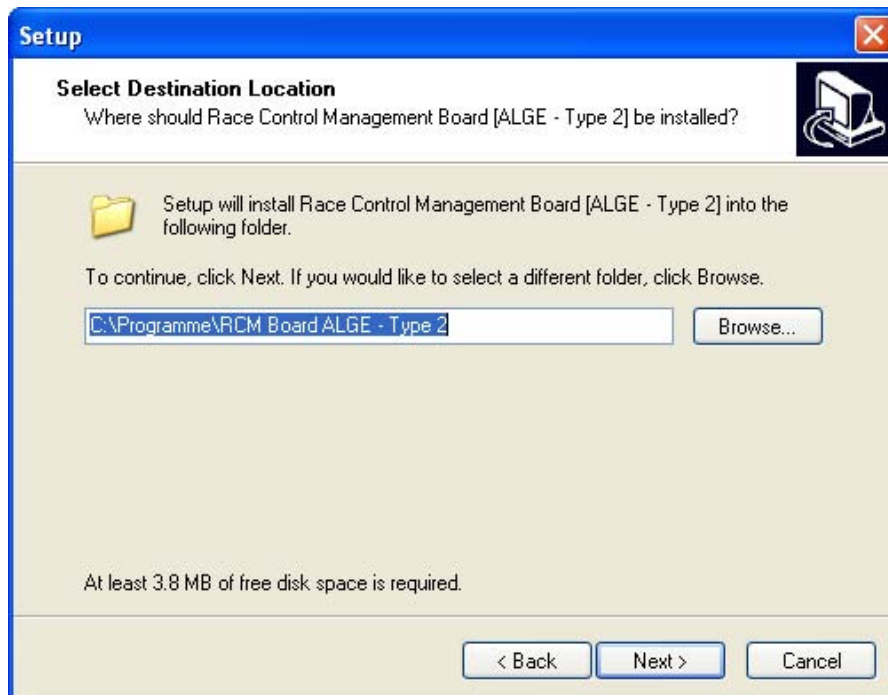 Setup
Select Destination Location
Where should Race Control Management Board [ALGE - Type 2] be installed?
Setup will install Race Control Management Board [ALGE - Type 2] into the
following folder.
To continue, click Next. If you would like to select a different folder, click Browse.
C:\Programme\RCM Board ALGE - Type 2
Browse...
At least 3.8 MB of free disk space is required.
< Back
Next >
Cancel